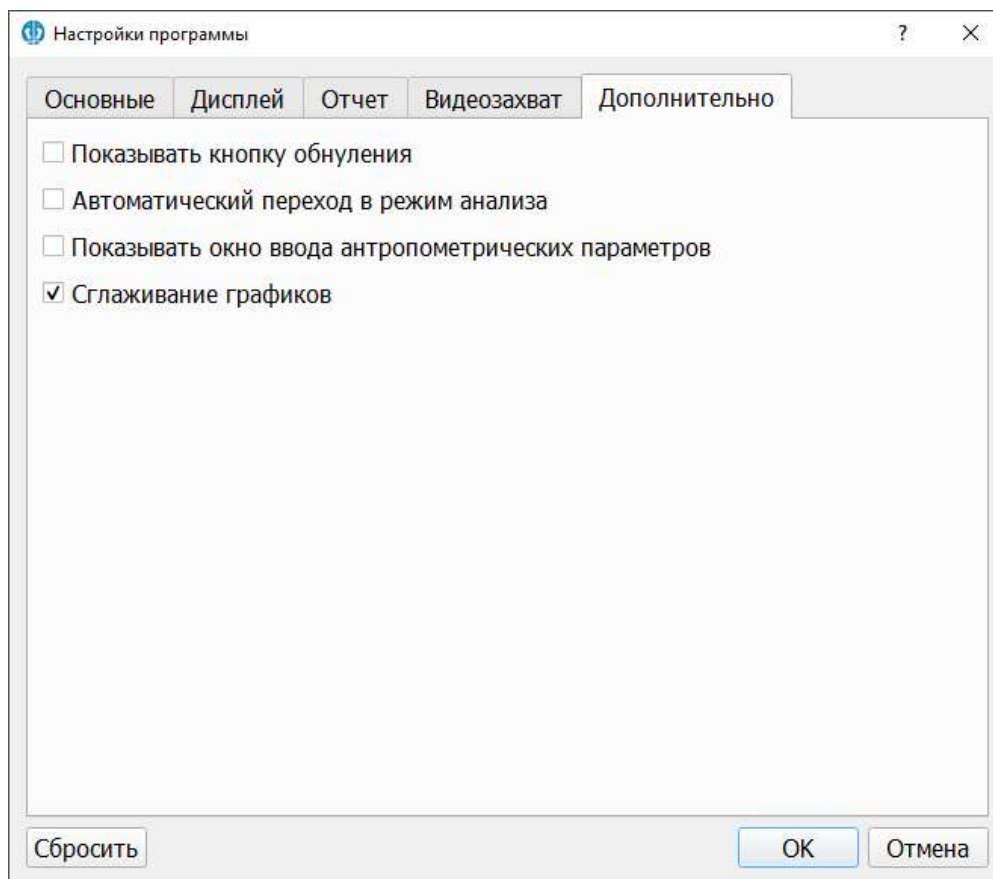 Настройки программы
?
Основные Дисплей Отчет Видеозахват Дополнительно
Показывать кнопку обнуления
Автоматический переход в режим анализа
Показывать окно ввода антропометрических параметров
Сглаживание графиков
Сбросить OK Отмена